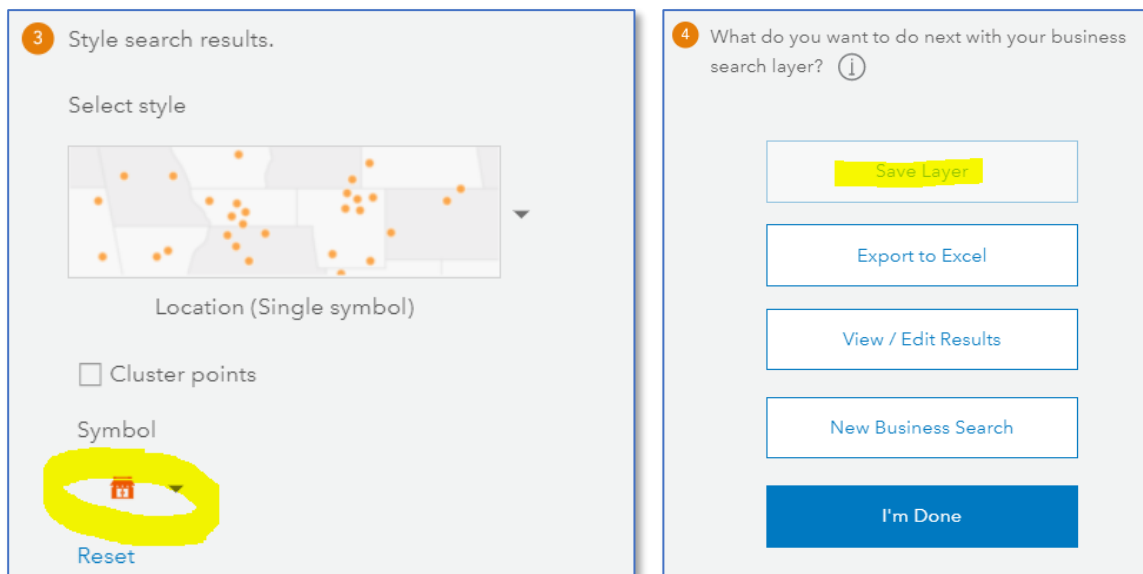 3 Style search results.
Select style
Location (Single symbol)
Cluster points
Symbol
Reset
4 What do you want to do next with your business
search layer? i
Save Layer
Export to Excel
View / Edit Results
New Business Search
I'm Done